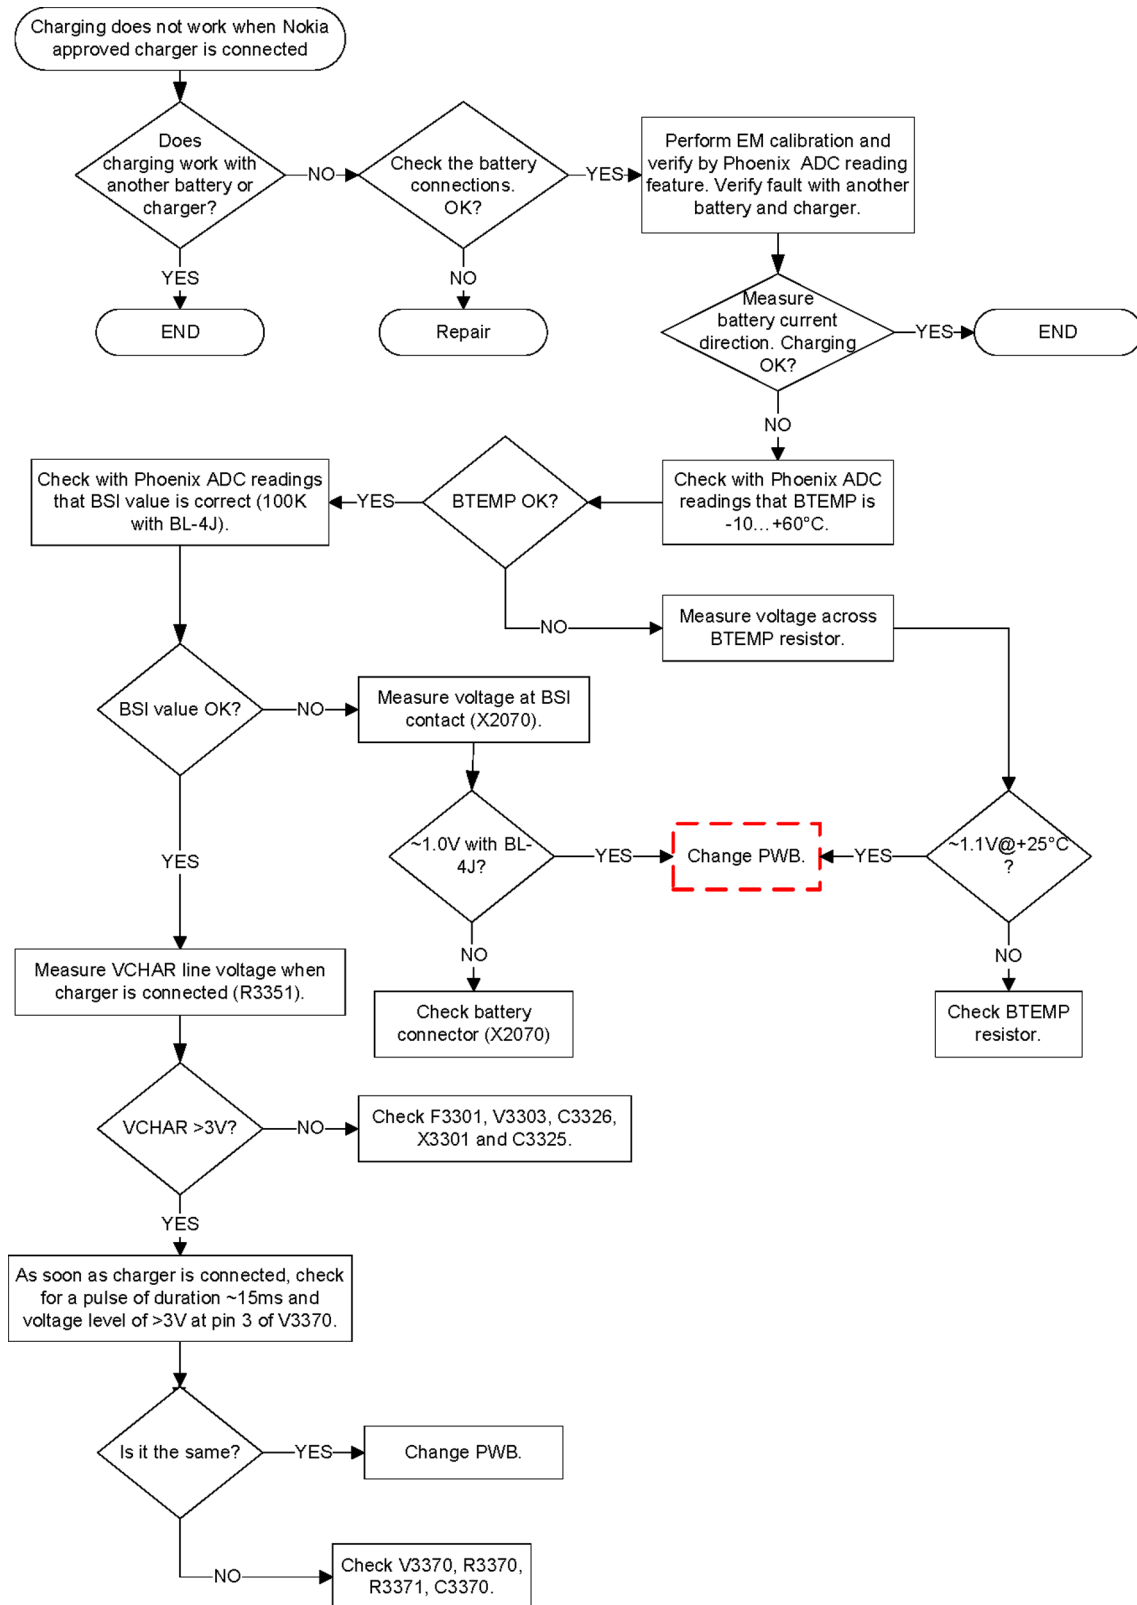 Charging does not work when Nokia
approved charger is connected
Does
charging work with
another battery or
charger?
NO
Check the battery
connections.
OK?
YES
Perform EM calibration and
verify by Phoenix ADC reading
feature. Verify fault with another
battery and charger.
YES
END
NO
Repair
Measure
battery current
direction. Charging
OK?
YES
END
NO
Check with Phoenix ADC
readings that BTEMP is
-10…+60°C.
BTEMP OK?
YES
Check with Phoenix ADC readings
that BSI value is correct (100K
with BL-4J).
NO
Measure voltage across
BTEMP resistor.
BSI value OK?
NO
Measure voltage at BSI
contact (X2070).
~1.0V with BL-
4J?
YES
Change PWB.
YES
~1.1V@+25°C
?
NO
Check battery
connector (X2070)
NO
Check BTEMP
resistor.
YES
Measure VCHAR line voltage when
charger is connected (R3351).
VCHAR >3V?
NO
Check F3301, V3303, C3326,
X3301 and C3325.
YES
As soon as charger is connected, check
for a pulse of duration ~15ms and
voltage level of >3V at pin 3 of V3370.
Is it the same?
YES
Change PWB.
NO
Check V3370, R3370,
R3371, C3370.